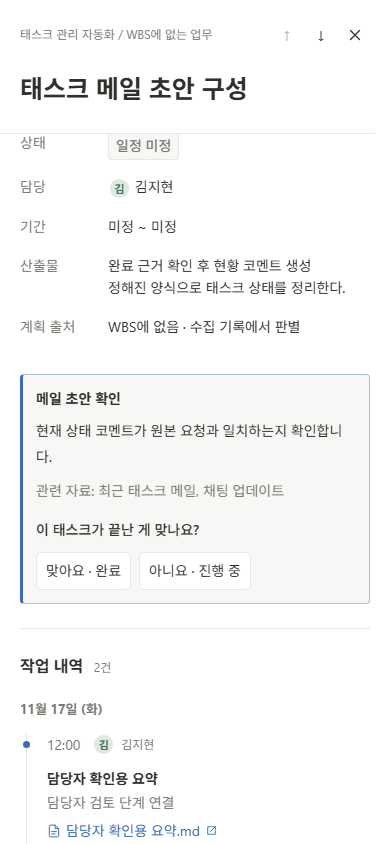 태스크 관리 자동화 / WBS에 없는 업무
태스크 메일 초안 구성
상태 일정 미정
담당 김 김지현
기간 미정 ~ 미정
산출물 완료 근거 확인 후 현황 코멘트 생성
정해진 양식으로 태스크 상태를 정리한다.
계획 출처 WBS에 없음 · 수집 기록에서 판별
메일 초안 확인
현재 상태 코멘트가 원본 요청과 일치하는지 확인합니
다.
관련 자료: 최근 태스크 메일, 채팅 업데이트
이 태스크가 끝난 게 맞나요?
맞아요 · 완료 아니요 · 진행 중
작업 내역 2건
11월 17일 (화)
12:00 김 김지현
담당자 확인용 요약
담당자 검토 단계 연결
담당자 확인용 요약.md